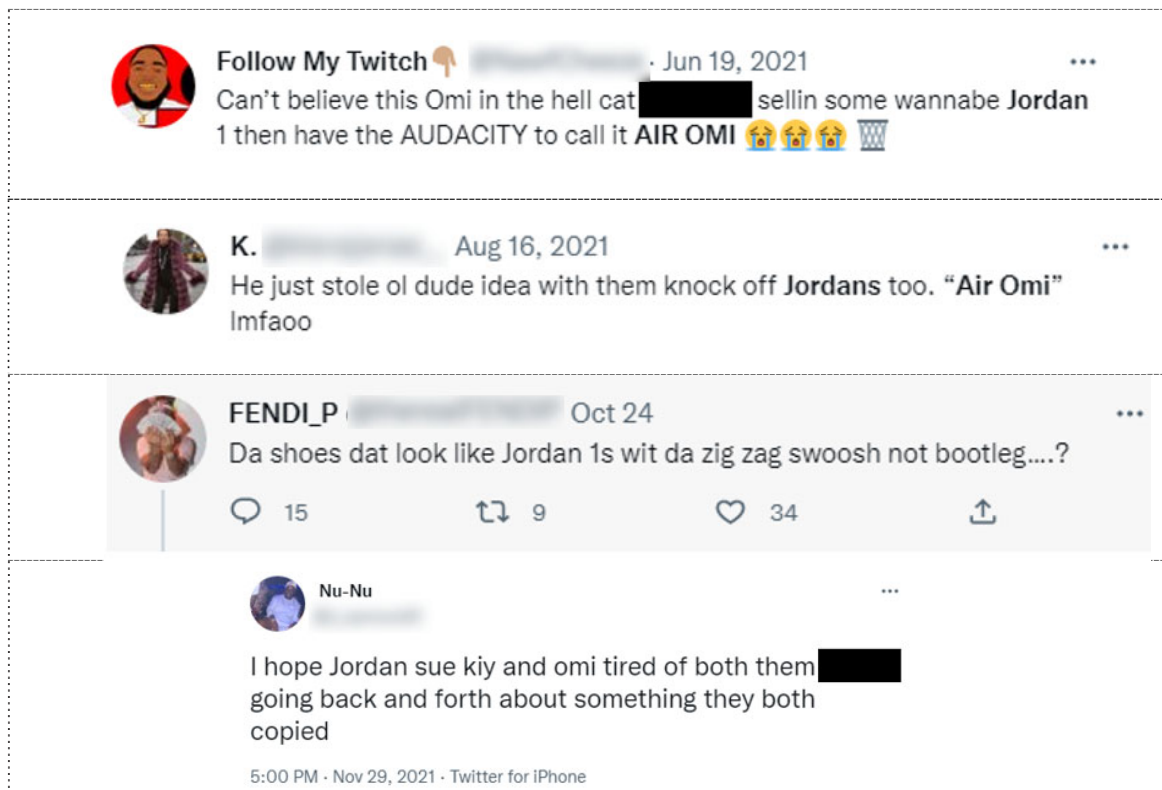 Follow My Twitch👇🏽 · Jun 19, 2021
Can’t believe this Omi in the hell cat sellin some wannabe Jordan
1 then have the AUDACITY to call it AIR OMI 😭😭😭 🗑️
K. Aug 16, 2021
He just stole ol dude idea with them knock off Jordans too. “Air Omi”
lmfaoo
FENDI_P Oct 24
Da shoes dat look like Jordan 1s wit da zig zag swoosh not bootleg....?
15 9 34
Nu-Nu
I hope Jordan sue kiy and omi tired of both them
going back and forth about something they both
copied
5:00 PM · Nov 29, 2021 · Twitter for iPhone